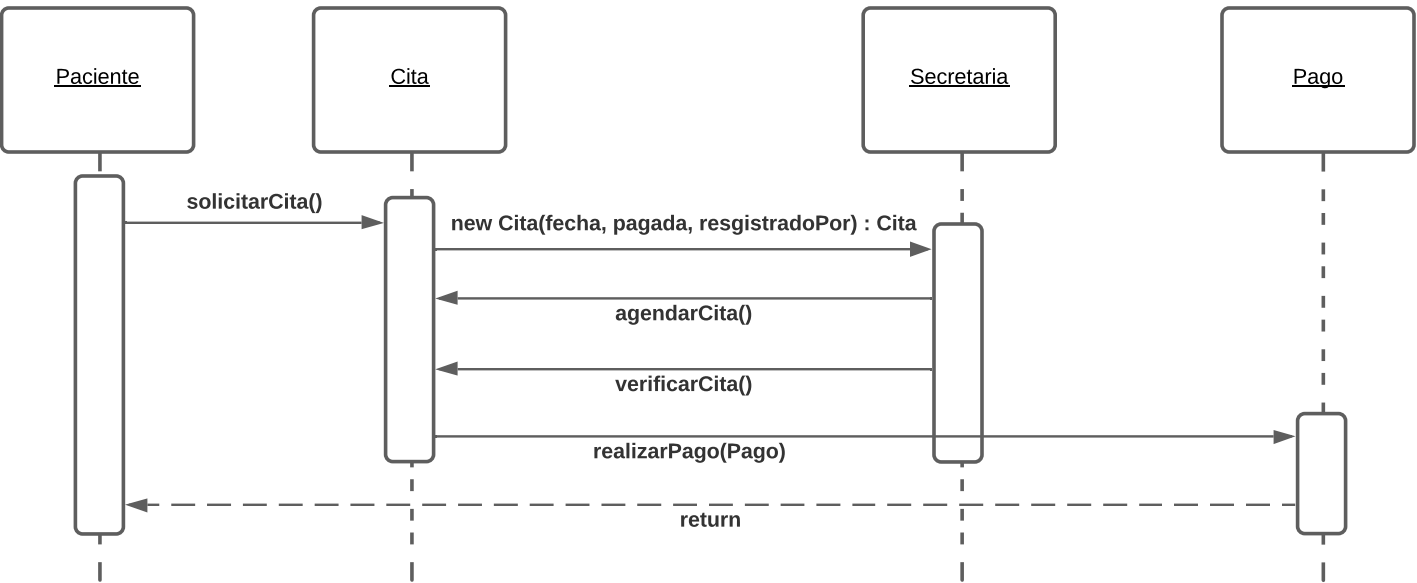 Paciente
Cita
Secretaria
Pago
solicitarCita()
new Cita(fecha, pagada, resgistradoPor) : Cita
agendarCita()
verificarCita()
realizarPago(Pago)
return